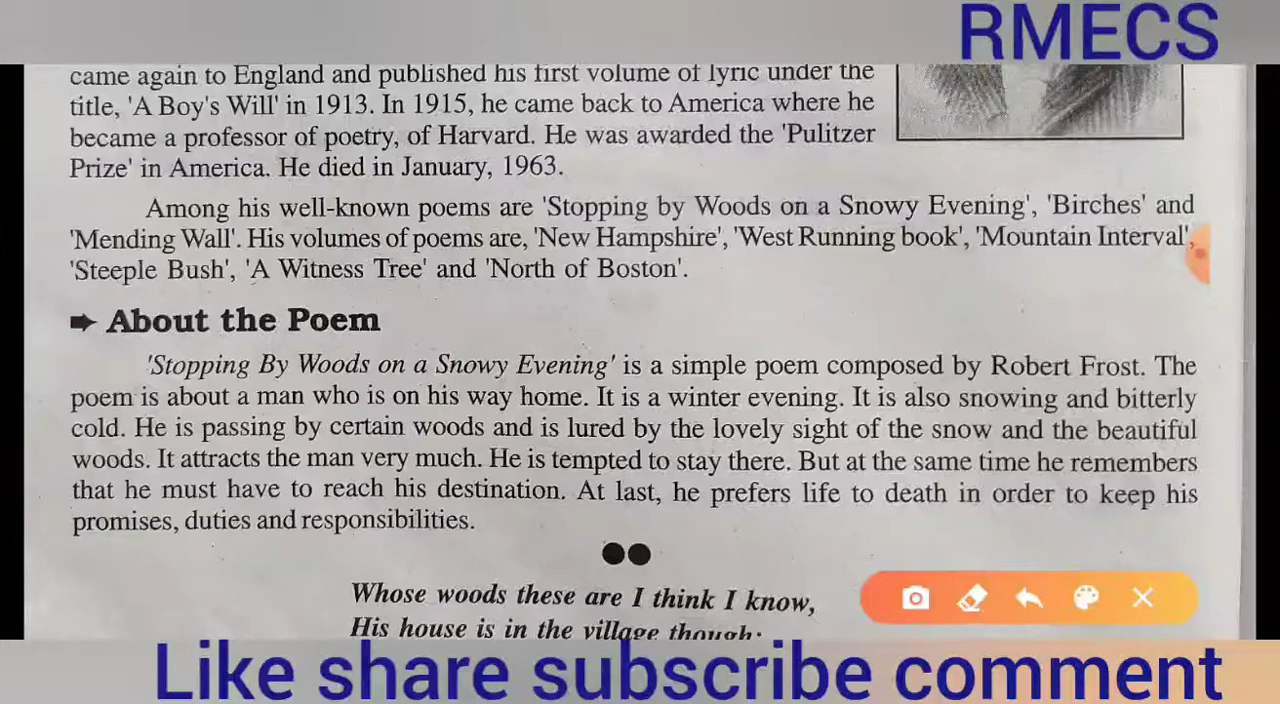 RMECS
came again to England and published his first volume of lyric under the
title, 'A Boy's Will' in 1913. In 1915, he came back to America where he
became a professor of poetry, of Harvard. He was awarded the 'Pulitzer
Prize' in America. He died in January, 1963.
Among his well-known poems are 'Stopping by Woods on a Snowy Evening', 'Birches' and
'Mending Wall'. His volumes of poems are, 'New Hampshire', 'West Running book', 'Mountain Interval',
'Steeple Bush', 'A Witness Tree' and 'North of Boston'.
➨ About the Poem
'Stopping By Woods on a Snowy Evening' is a simple poem composed by Robert Frost. The
poem is about a man who is on his way home. It is a winter evening. It is also snowing and bitterly
cold. He is passing by certain woods and is lured by the lovely sight of the snow and the beautiful
woods. It attracts the man very much. He is tempted to stay there. But at the same time he remembers
that he must have to reach his destination. At last, he prefers life to death in order to keep his
promises, duties and responsibilities.
Whose woods these are I think I know,
His house is in the village though;
Like share subscribe comment